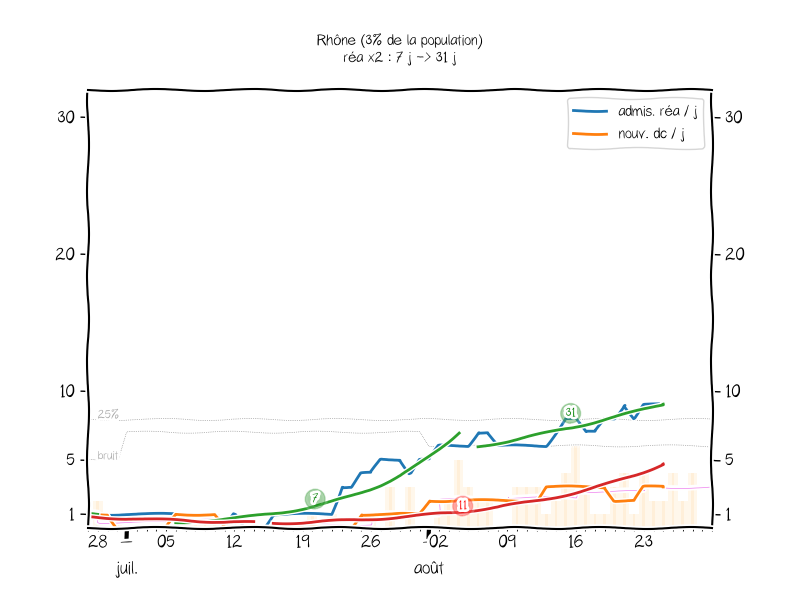 Rhône (3% de la population)
réa x2 : 7 j -> 31 j
admis. réa / j
nouv. dc / j
30
30
20
20
10
10
25%
bruit
5
5
1
1
31
7
11
28 05 12 19 26 02 09 16 23
juil. août